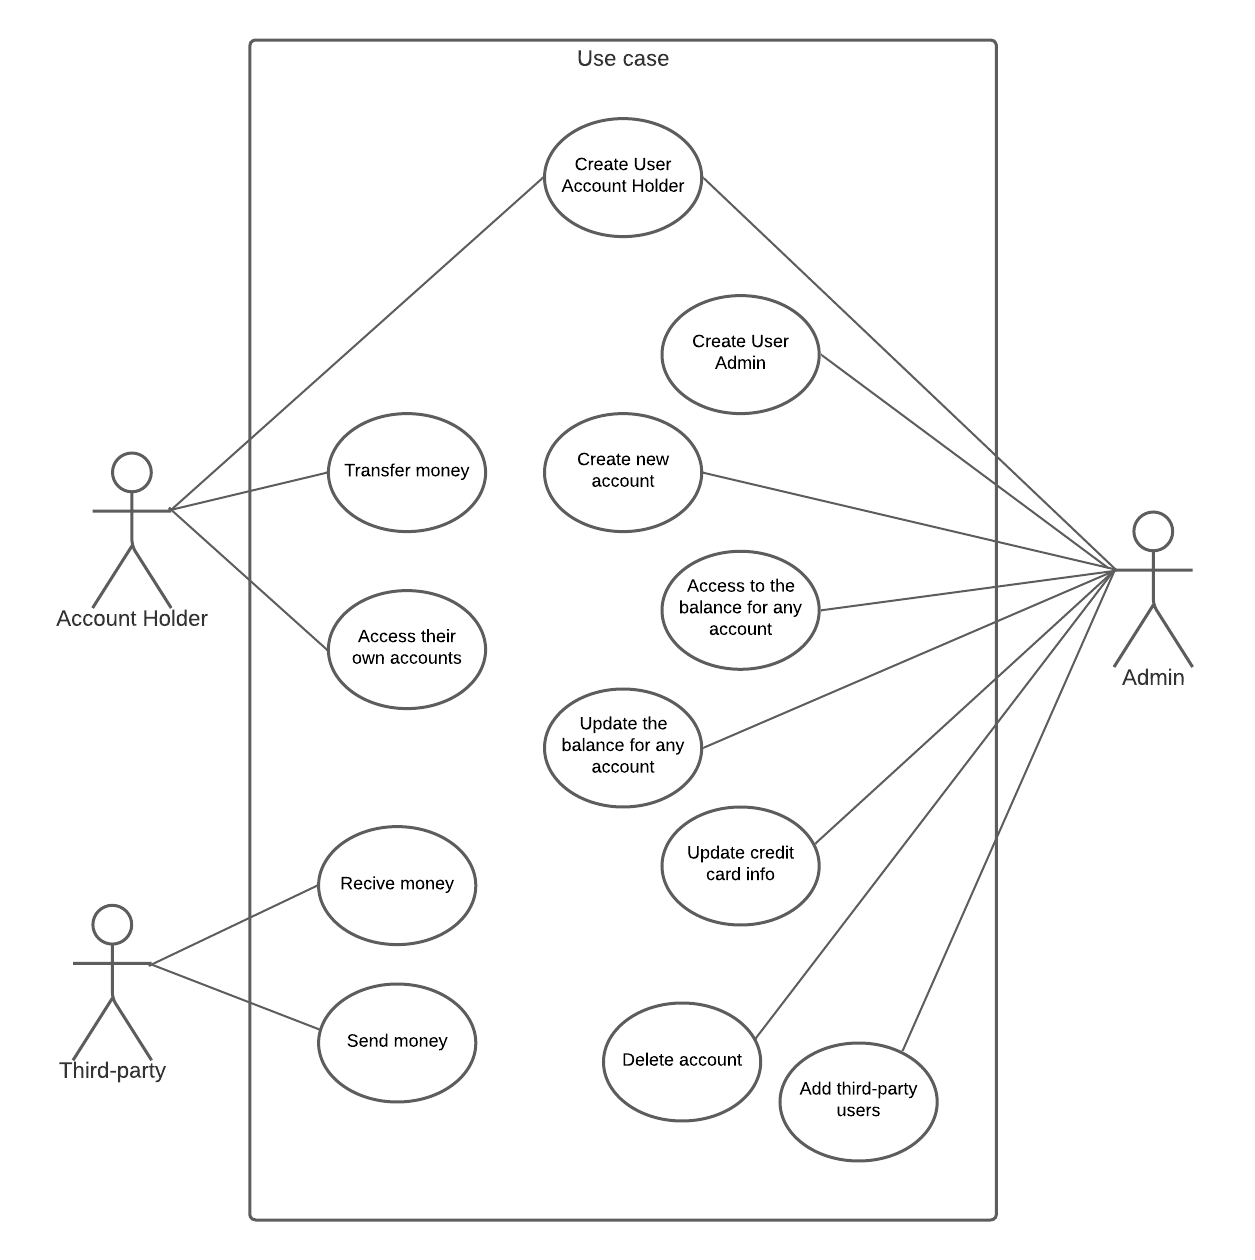 Use case
Create User
Account Holder
Create User
Admin
Transfer money
Create new
account
Account Holder
Access to the
balance for any
account
Admin
Access their
own accounts
Update the
balance for any
account
Update credit
card info
Recive money
Third-party
Send money
Delete account
Add third-party
users